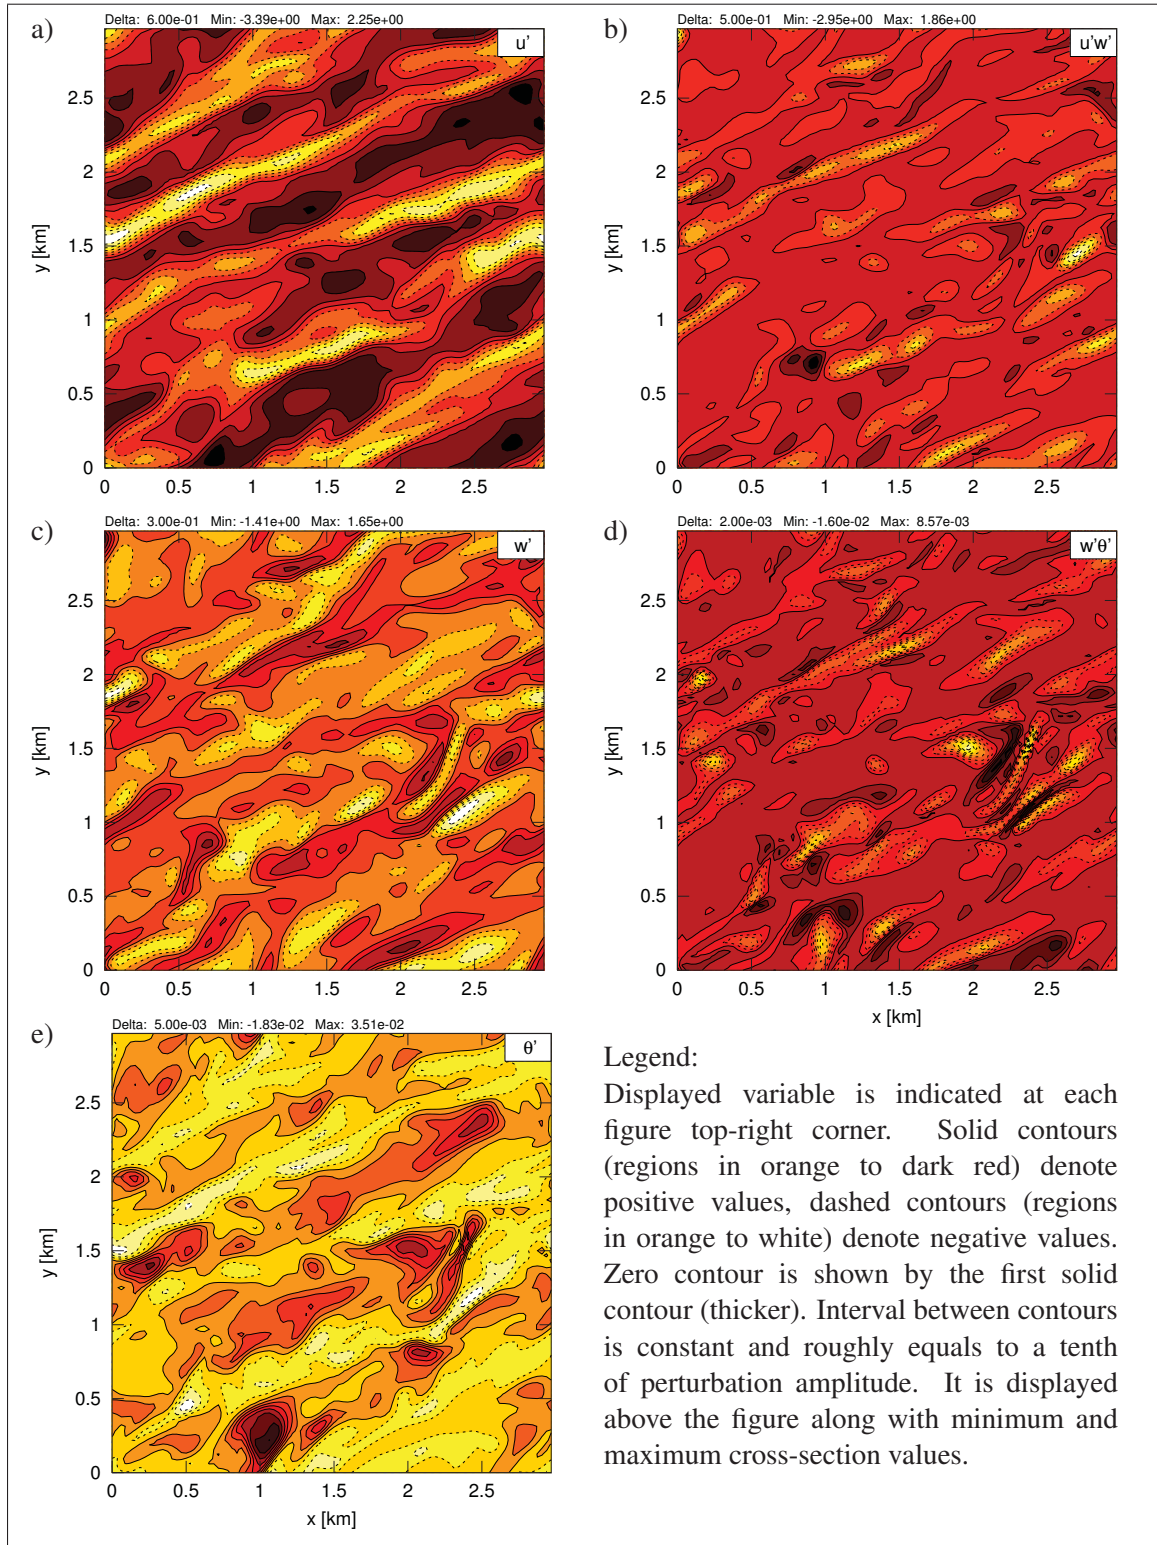 a)
Delta: 6.00e-01 Min: -3.39e+00 Max: 2.25e+00
u'
y [km]
2.5
2
1.5
1
0.5
0
0 0.5 1 1.5 2 2.5
b)
Delta: 5.00e-01 Min: -2.95e+00 Max: 1.86e+00
u'w'
y [km]
2.5
2
1.5
1
0.5
0
0 0.5 1 1.5 2 2.5
c)
Delta: 3.00e-01 Min: -1.41e+00 Max: 1.65e+00
w'
y [km]
2.5
2
1.5
1
0.5
0
0 0.5 1 1.5 2 2.5
d)
Delta: 2.00e-03 Min: -1.60e-02 Max: 8.57e-03
w'θ'
y [km]
2.5
2
1.5
1
0.5
0
0 0.5 1 1.5 2 2.5
x [km]
e)
Delta: 5.00e-03 Min: -1.83e-02 Max: 3.51e-02
θ'
y [km]
2.5
2
1.5
1
0.5
0
0 0.5 1 1.5 2 2.5
x [km]
Legend:
Displayed variable is indicated at each
figure top-right corner. Solid contours
(regions in orange to dark red) denote
positive values, dashed contours (regions
in orange to white) denote negative values.
Zero contour is shown by the first solid
contour (thicker). Interval between contours
is constant and roughly equals to a tenth
of perturbation amplitude. It is displayed
above the figure along with minimum and
maximum cross-section values.